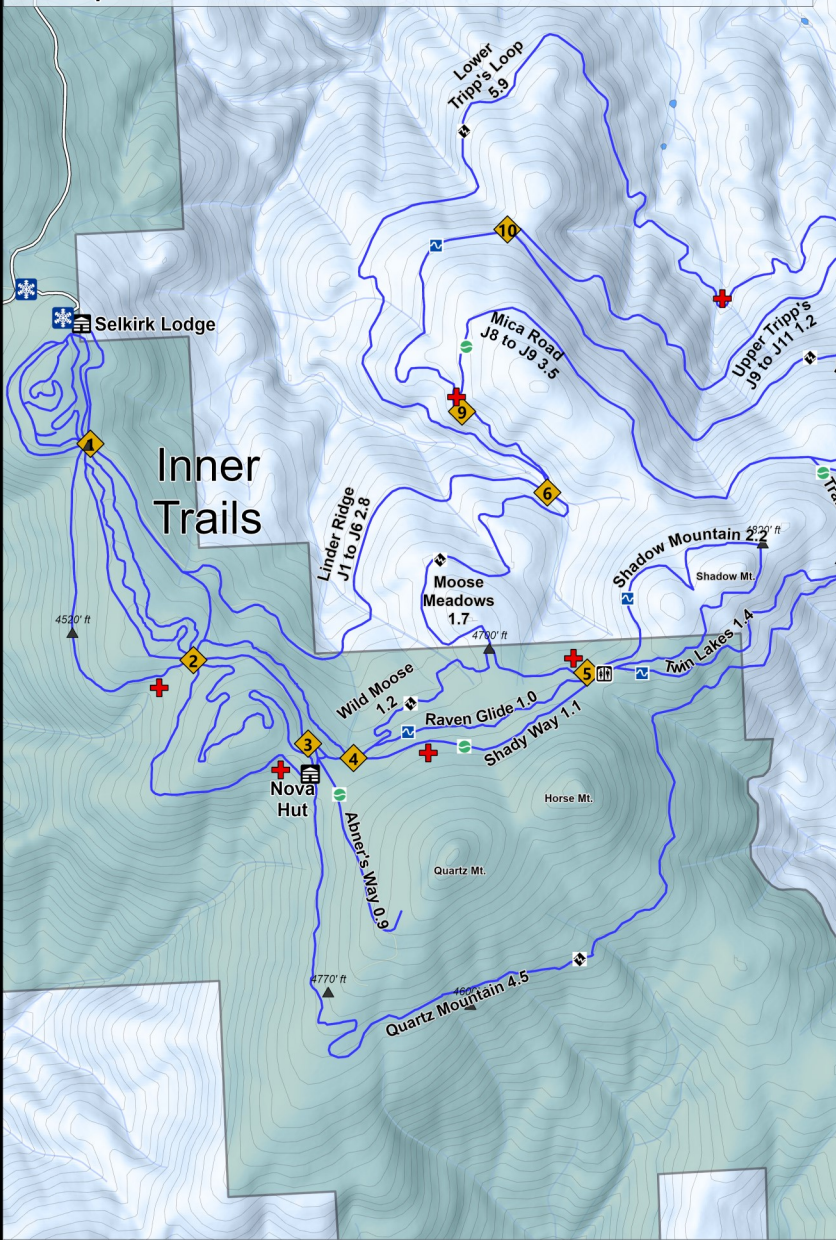 Lower
Tripp's Loop
5.9
10
Selkirk Lodge
Mica Road
J8 to J9 3.5
Upper Tripp's
J9 to J11 1.2
9
1
Inner
Trails
6
Linder Ridge
J1 to J6 2.8
Shadow Mountain 2.2
4820' ft
Shadow Mt.
Moose
Meadows
1.7
4520' ft
4700' ft
Twin Lakes 1.4
2
5
Wild Moose
1.2
Raven Glide 1.0
Shady Way 1.1
3
4
Nova
Hut
Horse Mt.
Abner's Way 0.9
Quartz Mt.
4770' ft
Quartz Mountain 4.5